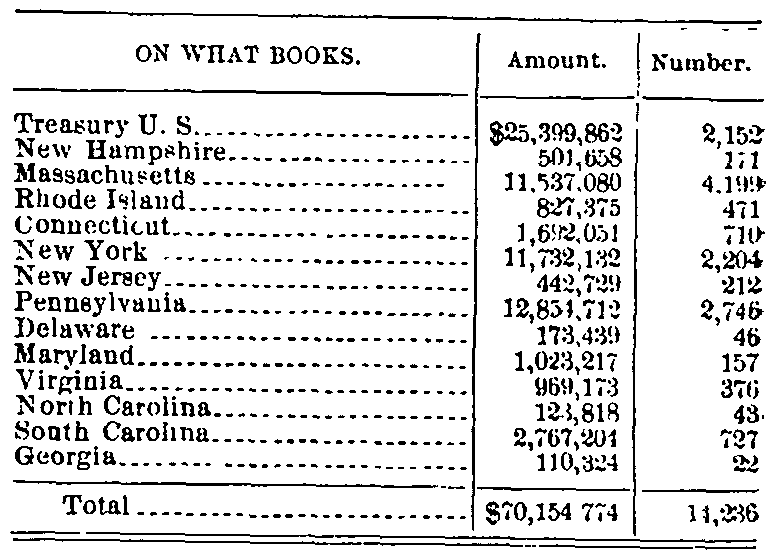 ON WHAT BOOKS. Amount. Number.
Treasury U. S. $25,399,862 2,152
New Hampshire 501,658 171
Massachusetts 11,537,080 4,199
Rhode Island 827,375 471
Connecticut 1,692,051 710
New York 11,732,132 2,204
New Jersey 442,729 212
Pennsylvania 12,854,712 2,746
Delaware 173,439 46
Maryland 1,023,217 157
Virginia 969,173 376
North Carolina 123,818 43
South Carolina 2,767,204 727
Georgia 110,324 22
Total $70,154 774 14,236